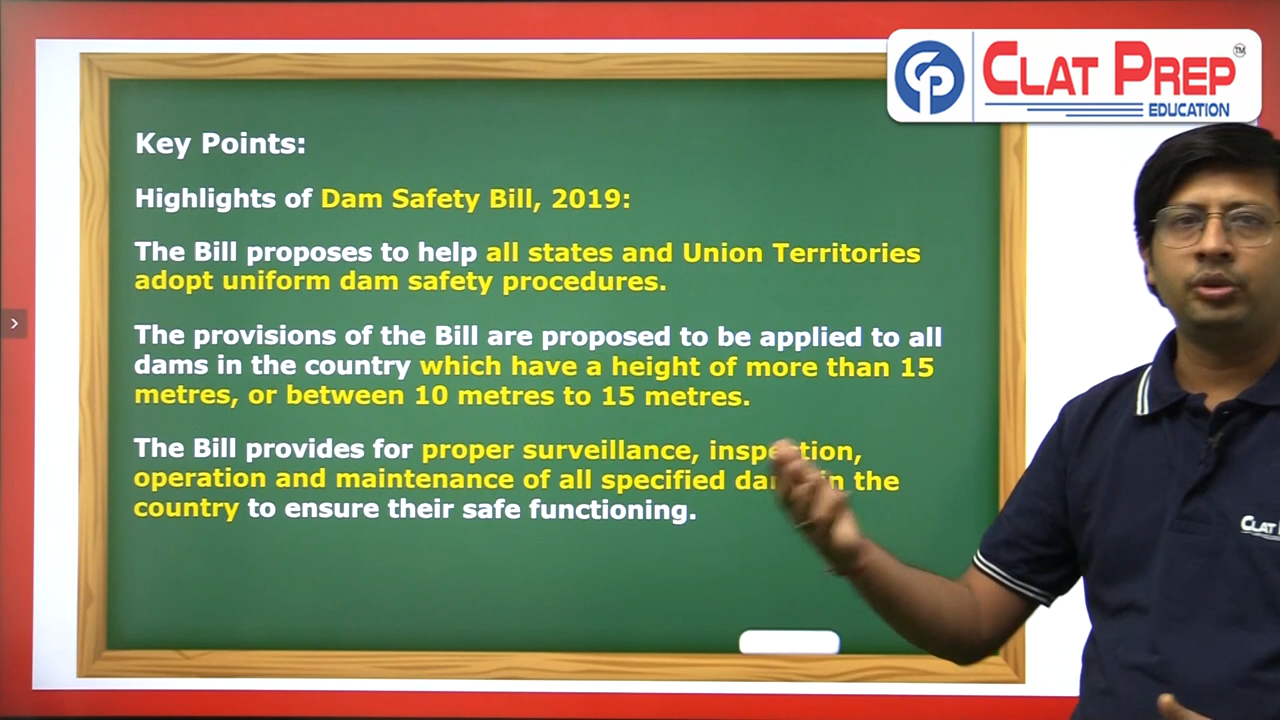 CLAT PREP TM
EDUCATION
Key Points:
Highlights of Dam Safety Bill, 2019:
The Bill proposes to help all states and Union Territories
adopt uniform dam safety procedures.
The provisions of the Bill are proposed to be applied to all
dams in the country which have a height of more than 15
metres, or between 10 metres to 15 metres.
The Bill provides for proper surveillance, inspection,
operation and maintenance of all specified in the
country to ensure their safe functioning.
CLAT